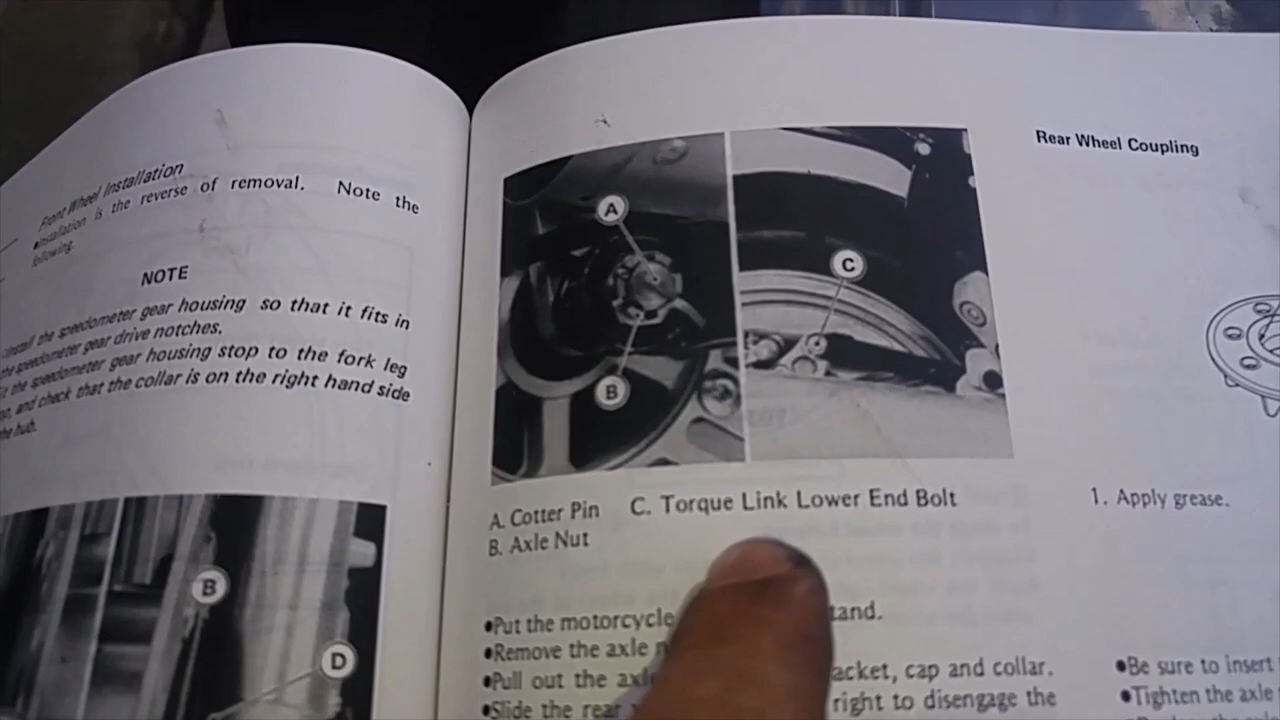 Front Wheel Installation
●Installation is the reverse of removal. Note the
following.
NOTE
Install the speedometer gear housing so that it fits in
the speedometer gear drive notches.
the speedometer gear housing stop to the fork leg
and check that the collar is on the right hand side
the hub.
B
D
A
B
C
A. Cotter Pin C. Torque Link Lower End Bolt
B. Axle Nut
●Put the motorcycle
●Remove the axle
●Pull out the
cap and collar.
●Slide the rear
right to disengage the
Rear Wheel Coupling
1. Apply grease.
●Be sure to insert
●Tighten the axle